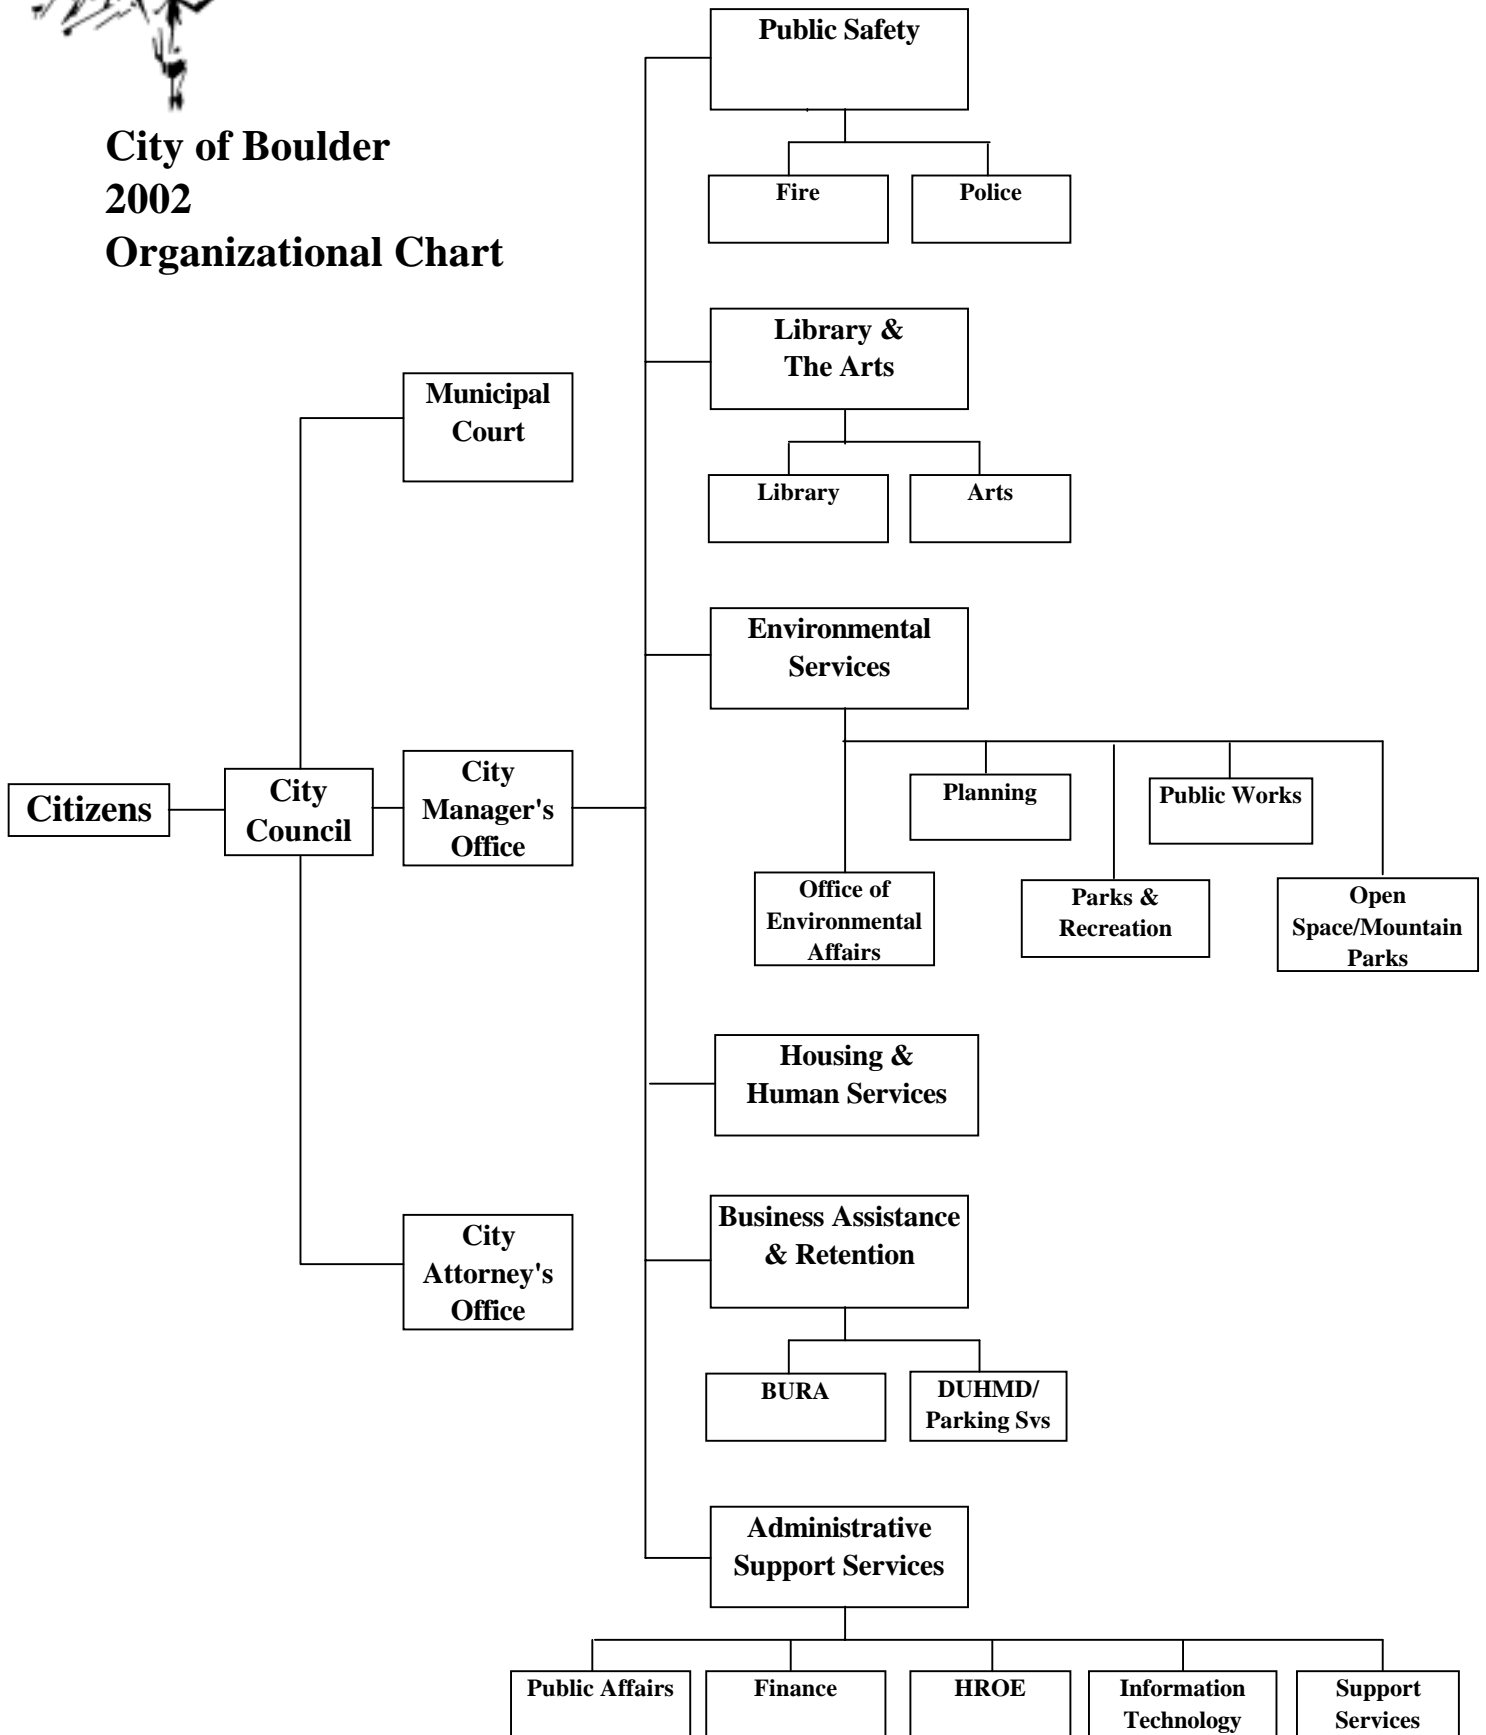 City of Boulder
2002
Organizational Chart
Citizens
City
Council
Municipal
Court
City
Manager's
Office
City
Attorney's
Office
Public Safety
Fire
Police
Library &
The Arts
Library
Arts
Environmental
Services
Planning
Public Works
Office of
Environmental
Affairs
Parks &
Recreation
Open
Space/Mountain
Parks
Housing &
Human Services
Business Assistance
& Retention
BURA
DUHMD/
Parking Svs
Administrative
Support Services
Public Affairs
Finance
HROE
Information
Technology
Support
Services